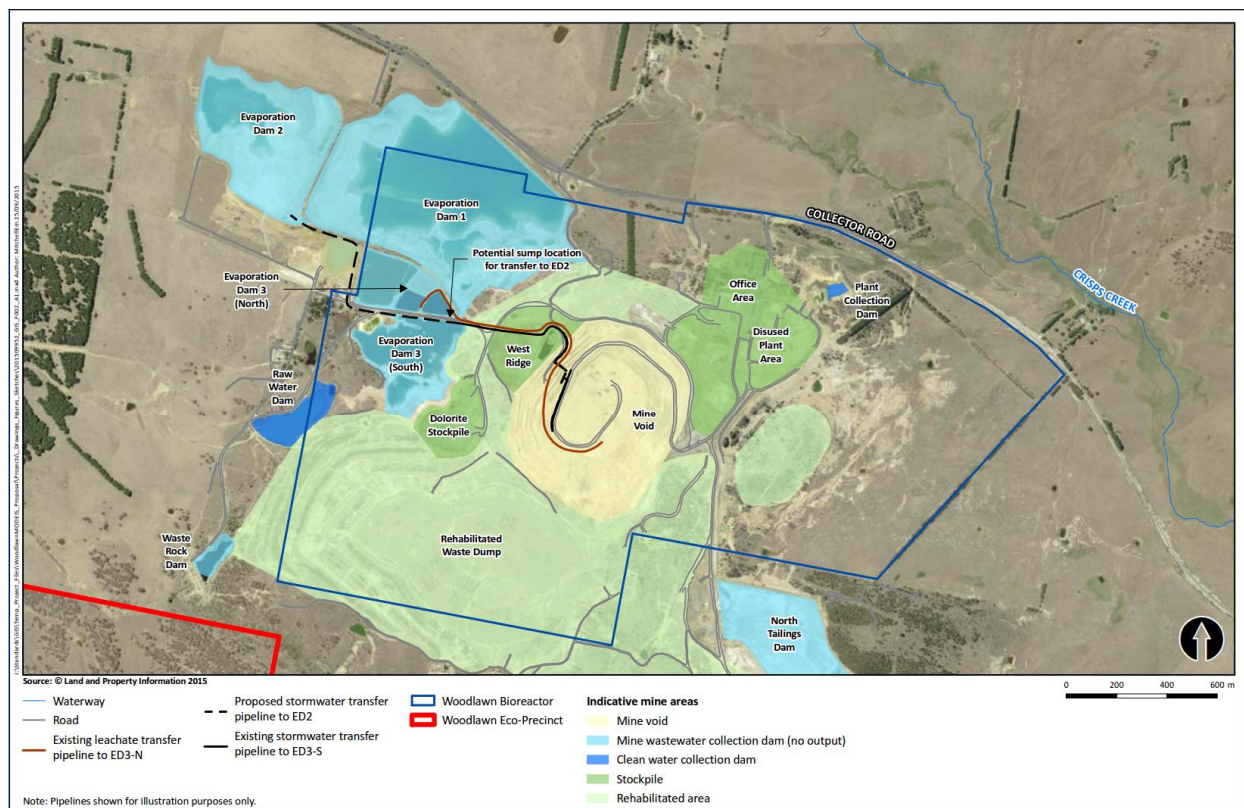 Evaporation
Dam 2
Evaporation
Dam 1
COLLECTOR ROAD
CRISPS CREEK
Potential sump location
for transfer to ED2
Evaporation
Dam 3
(North)
Office
Area
Plant
Collection
Dam
Disused
Plant
Area
Evaporation
Dam 3
(South)
West
Ridge
Raw
Water
Dam
Dolorite
Stockpile
Mine
Void
Waste
Rock
Dam
Rehabilitated
Waste Dump
North
Tailings
Dam
Source: © Land and Property Information 2015
0 200 400 600 m
Waterway
Road
Existing leachate transfer
pipeline to ED3-N
Proposed stormwater transfer
pipeline to ED2
Existing stormwater transfer
pipeline to ED3-S
Woodlawn Bioreactor
Woodlawn Eco-Precinct
Indicative mine areas
Mine void
Mine wastewater collection dam (no output)
Clean water collection dam
Stockpile
Rehabilitated area
Note: Pipelines shown for illustration purposes only.